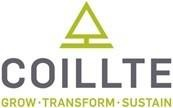 COILLTE
GROW · TRANSFORM · SUSTAIN